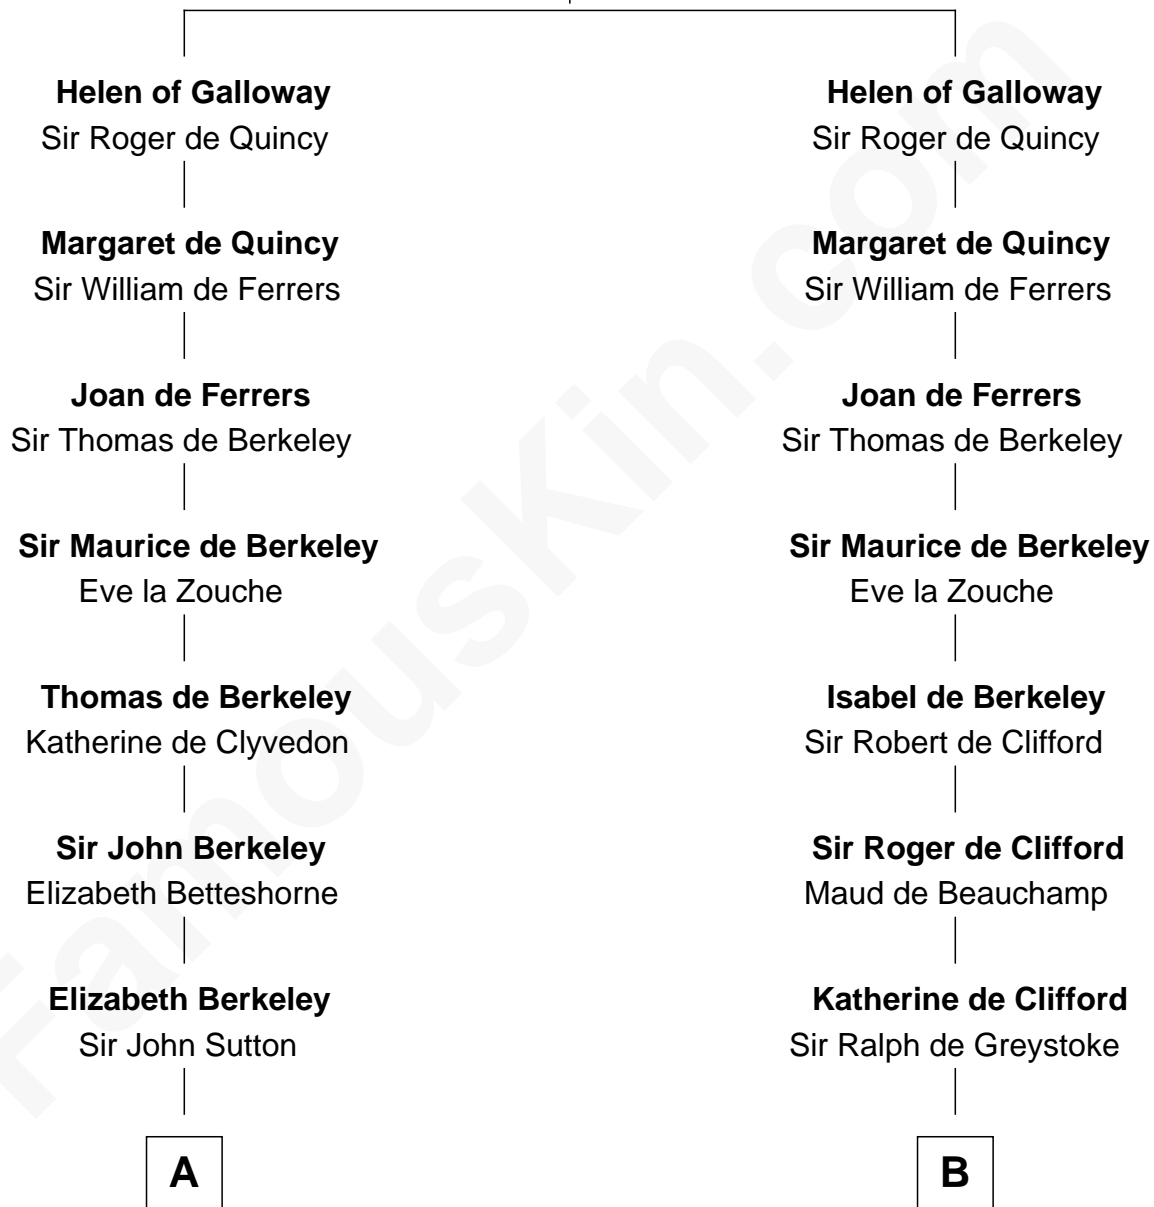 Helen of Galloway
Sir Roger de Quincy
Margaret de Quincy
Sir William de Ferrers
Joan de Ferrers
Sir Thomas de Berkeley
Sir Maurice de Berkeley
Eve la Zouche
Thomas de Berkeley
Katherine de Clyvedon
Sir John Berkeley
Elizabeth Betteshorne
Elizabeth Berkeley
Sir John Sutton
A
Helen of Galloway
Sir Roger de Quincy
Margaret de Quincy
Sir William de Ferrers
Joan de Ferrers
Sir Thomas de Berkeley
Sir Maurice de Berkeley
Eve la Zouche
Isabel de Berkeley
Sir Robert de Clifford
Sir Roger de Clifford
Maud de Beauchamp
Katherine de Clifford
Sir Ralph de Greystoke
B
FamousKin.com